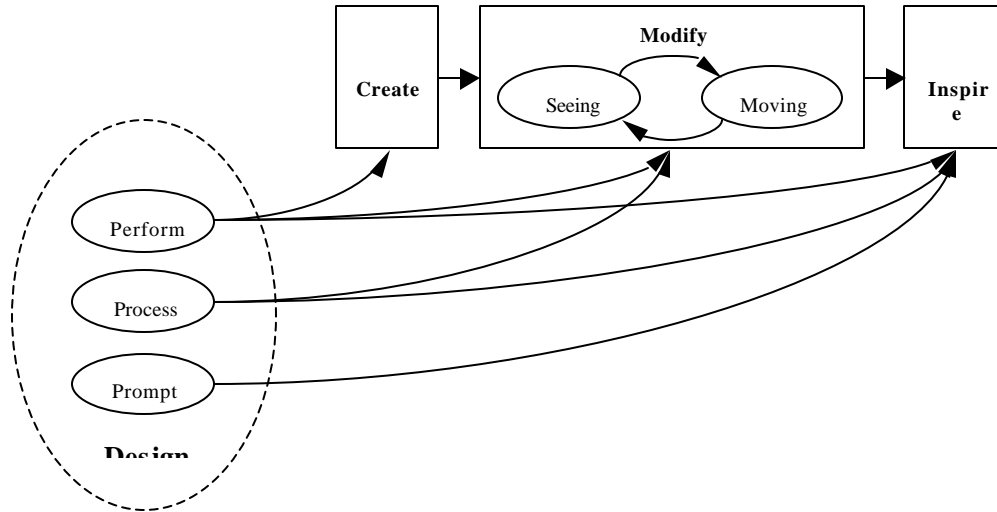 Modify
Create
Seeing
Moving
Inspir
e
Perform
Process
Prompt
Design